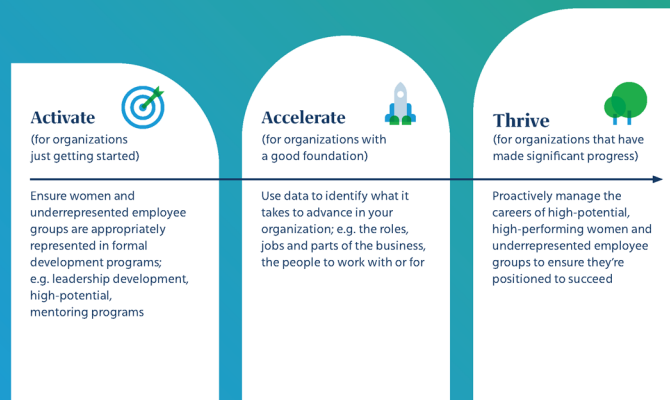 Activate
(for organizations
just getting started)
Ensure women and
underrepresented employee
groups are appropriately
represented in formal
development programs;
e.g. leadership development,
high-potential,
mentoring programs
Accelerate
(for organizations with
a good foundation)
Use data to identify what it
takes to advance in your
organization; e.g. the roles,
jobs and parts of the business,
the people to work with or for
Thrive
(for organizations that have
made significant progress)
Proactively manage the
careers of high-potential,
high-performing women and
underrepresented employee
groups to ensure they’re
positioned to succeed